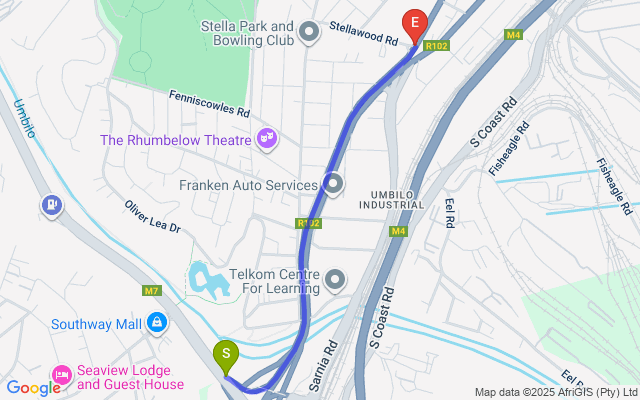 Stella Park and
Bowling Club
Stellawood Rd
E
R102
M4
Fenniscowles Rd
Umbilo
The Rhumbelow Theatre
S Coast Rd
Fisheagle Rd
Fisheagle Rd
Franken Auto Services
UMBILO
INDUSTRIAL
Eel Rd
Oliver Lea Dr
R102
M4
Telkom Centre
For Learning
M7
Southway Mall
S Coast Rd
Sarnia Rd
S
Seaview Lodge
and Guest House
Eel Rd
Google
Map data ©2025 AfriGIS (Pty) Ltd